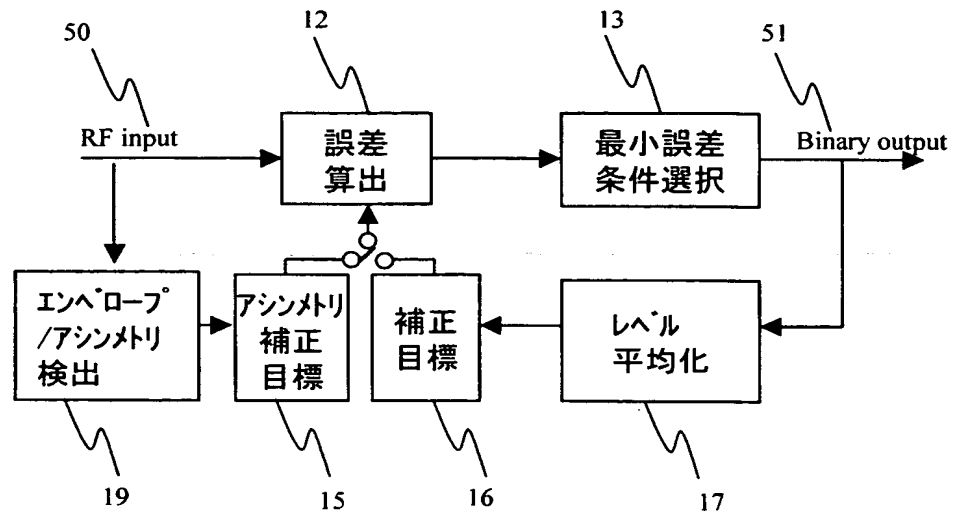 50
12
13
51
RF input
誤差
算出
最小誤差
条件選択
Binary output
エンベロープ
/アシンメトリ
検出
アシンメトリ
補正
目標
補正
目標
レベル
平均化
19
15
16
17